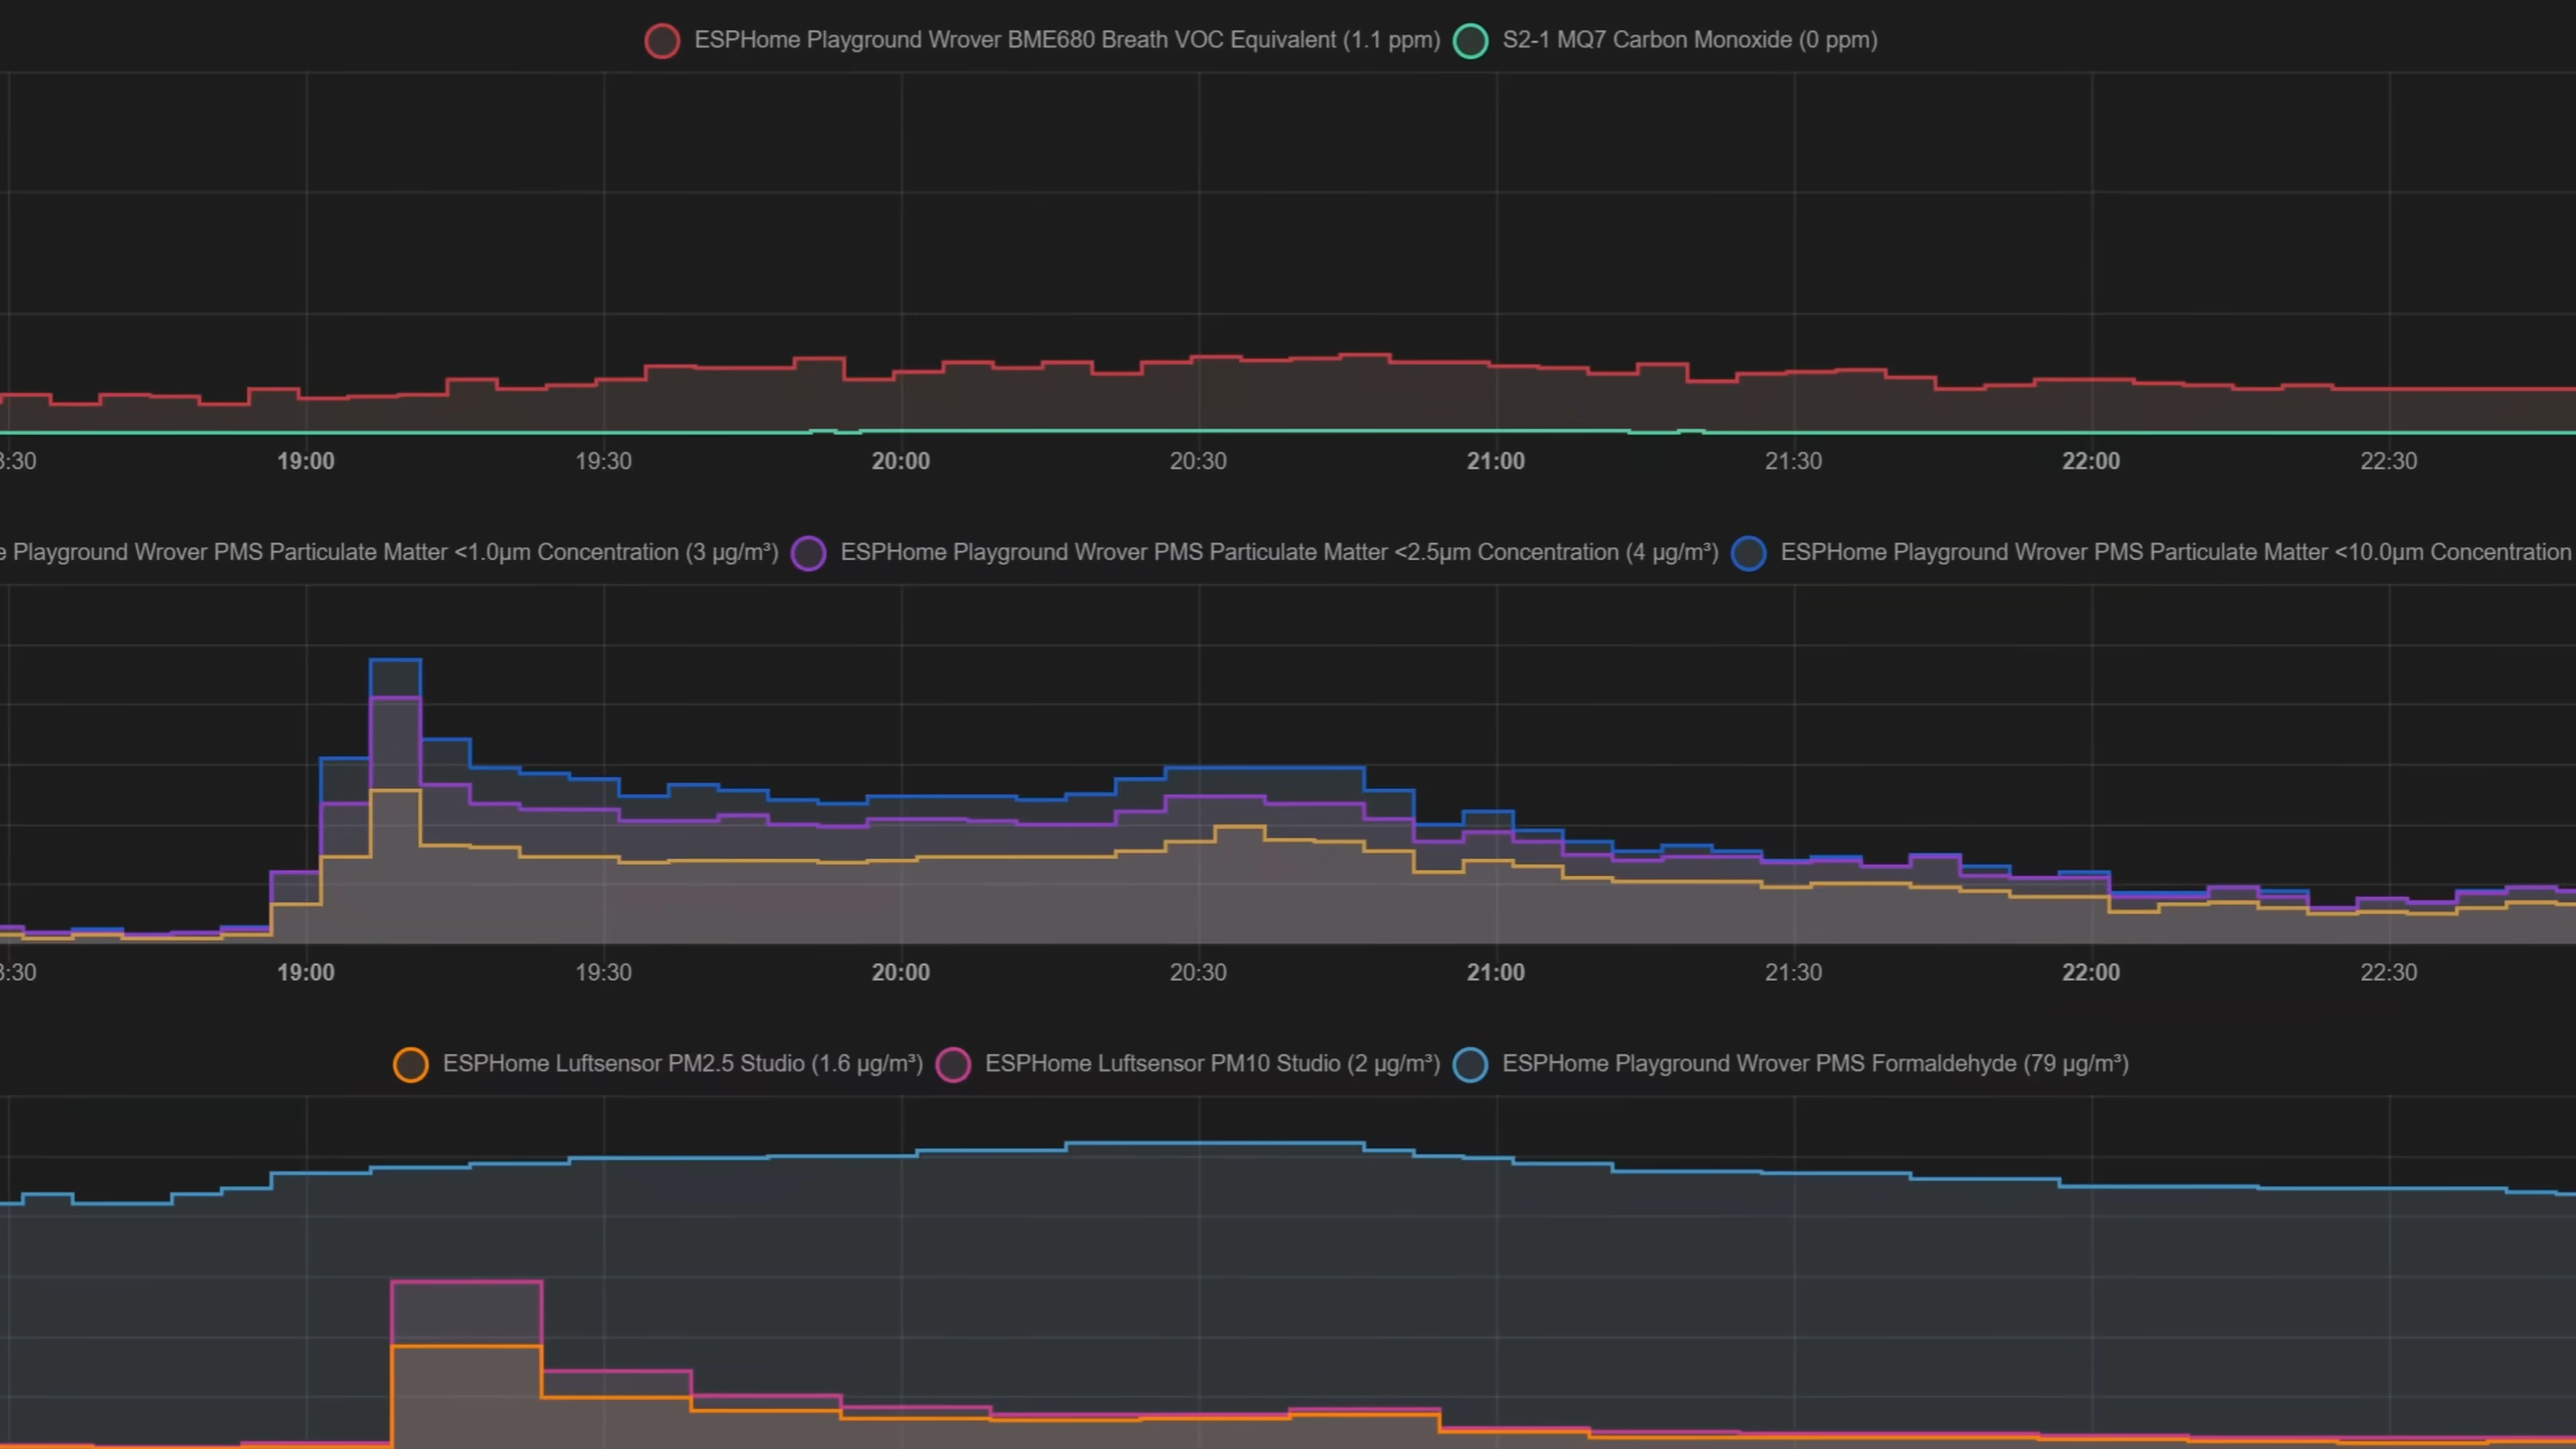 ESPHome Playground Wrover BME680 Breath VOC Equivalent (1.1 ppm) S2-1 MQ7 Carbon Monoxide (0 ppm)
:30 19:00 19:30 20:00 20:30 21:00 21:30 22:00 22:30
Playground Wrover PMS Particulate Matter <1.0μm Concentration (3 μg/m³) ESPHome Playground Wrover PMS Particulate Matter <2.5μm Concentration (4 μg/m³) ESPHome Playground Wrover PMS Particulate Matter <10.0μm Concentration
:30 19:00 19:30 20:00 20:30 21:00 21:30 22:00 22:30
ESPHome Luftsensor PM2.5 Studio (1.6 μg/m³) ESPHome Luftsensor PM10 Studio (2 μg/m³) ESPHome Playground Wrover PMS Formaldehyde (79 μg/m³)